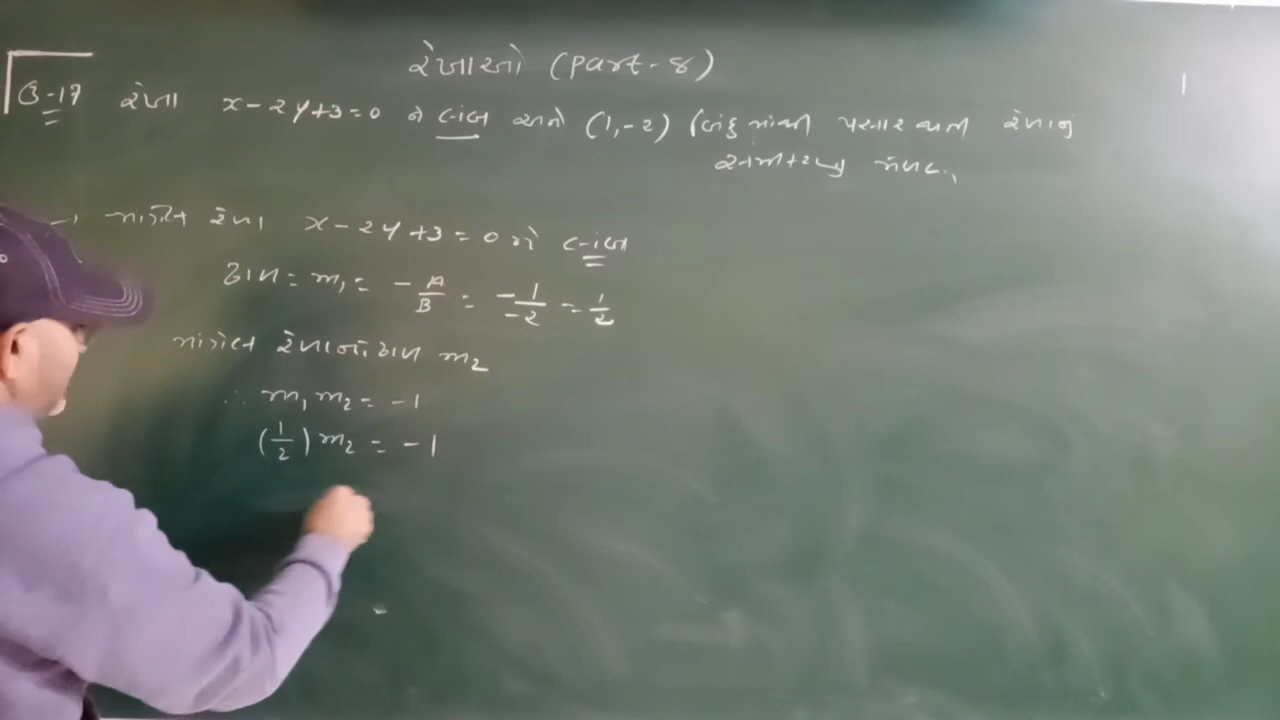 રેખાઓ (Part-8)
Q-17 રેખા x-2y+3=0 ને લંબ અને (1,-2) બિંદુમાંથી પસાર થતી રેખાનું
સમીકરણ મેળવો.
→ માંગેલ રેખા x-2y+3=0 ને લંબ
ઢાળ = m₁ = -A/B = -1/-2 = 1/2
માંગેલ રેખાનો ઢાળ m₂
∴ m₁m₂ = -1
(1/2)m₂ = -1